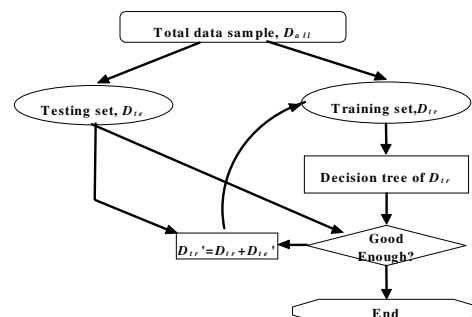 Total data sample, D_all
Testing set, D_te
Training set,D_tr
Decision tree of D_tr
Good
Enough?
D_tr'=D_tr+D_te'
End